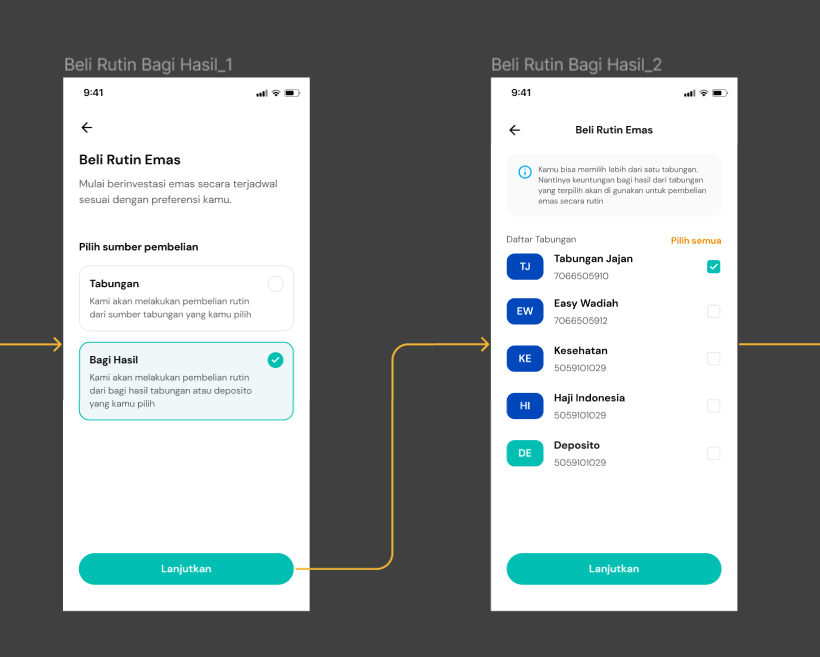 Beli Rutin Bagi Hasil_1
9:41
Beli Rutin Emas
Mulai berinvestasi emas secara terjadwal
sesuai dengan preferensi kamu.
Pilih sumber pembelian
Tabungan
Kami akan melakukan pembelian rutin
dari sumber tabungan yang kamu pilih
Bagi Hasil
Kami akan melakukan pembelian rutin
dari bagi hasil tabungan atau deposito
yang kamu pilih
Lanjutkan
Beli Rutin Bagi Hasil_2
9:41
Beli Rutin Emas
Kamu bisa memilih lebih dari satu tabungan.
Nantinya keuntungan bagi hasil dari tabungan
yang terpilih akan di gunakan untuk pembelian
emas secara rutin
Daftar Tabungan
Pilih semua
TJ
Tabungan Jajan
7066505910
EW
Easy Wadiah
7066505912
KE
Kesehatan
5059101029
HI
Haji Indonesia
5059101029
DE
Deposito
5059101029
Lanjutkan